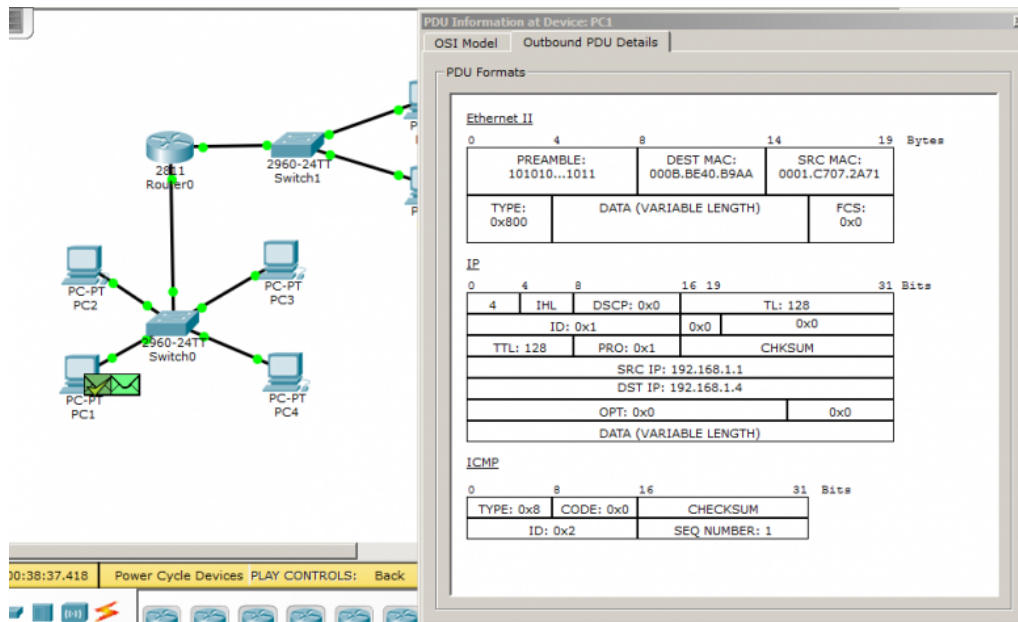 PDU Information at Device: PC1
OSI Model Outbound PDU Details
PDU Formats
Ethernet II
0 4 8 14 19 Bytes
PREAMBLE: DEST MAC: SRC MAC:
101010...1011 000B.BE40.B9AA 0001.C707.2A71
TYPE: DATA (VARIABLE LENGTH) FCS:
0x800 0x0
IP
0 4 8 16 19 31 Bits
4 IHL DSCP: 0x0 TL: 128
ID: 0x1 0x0 0x0
TTL: 128 PRO: 0x1 CHKSUM
SRC IP: 192.168.1.1
DST IP: 192.168.1.4
OPT: 0x0 0x0
DATA (VARIABLE LENGTH)
ICMP
0 8 16 31 Bits
TYPE: 0x8 CODE: 0x0 CHECKSUM
ID: 0x2 SEQ NUMBER: 1
2811
Router0
2960-24TT
Switch1
PC-PT
PC2
PC-PT
PC3
2960-24TT
Switch0
PC-PT
PC1
PC-PT
PC4
00:38:37.418 Power Cycle Devices PLAY CONTROLS: Back